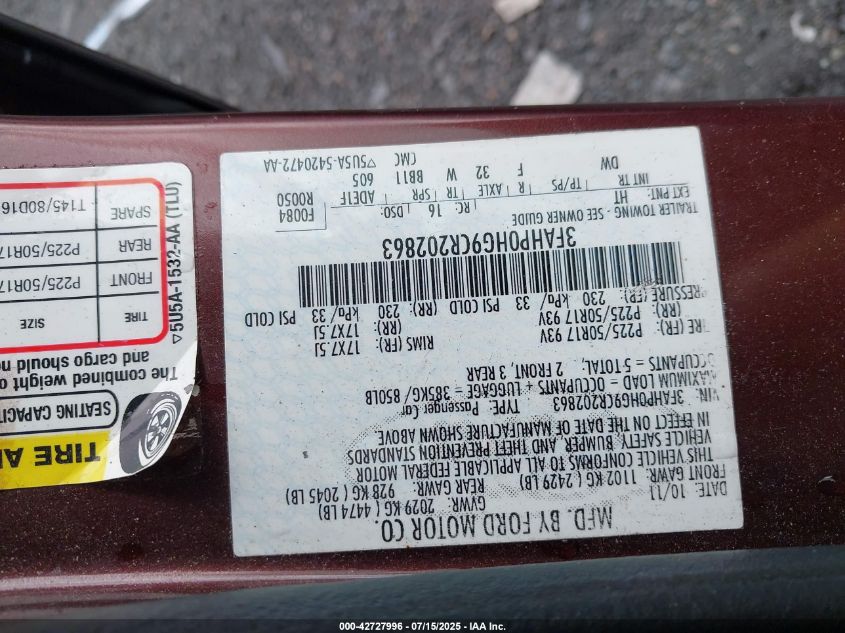 MFD. BY FORD MOTOR CO.
DATE: 10/11
GVWR: 2029 KG ( 4474 LB)
FRONT GAWR: 1102 KG ( 2429 LB)
REAR GAWR: 928 KG ( 2045 LB)
THIS VEHICLE CONFORMS TO ALL APPLICABLE FEDERAL MOTOR
VEHICLE SAFETY, BUMPER, AND THEFT PREVENTION STANDARDS
IN EFFECT ON THE DATE OF MANUFACTURE SHOWN ABOVE.
VIN: 3FAHP0HG9CR202863
TYPE: Passenger Car
MAXIMUM LOAD = OCCUPANTS + LUGGAGE = 385KG/ 850LB
OCCUPANTS = 5 TOTAL, 2 FRONT, 3 REAR
RE (FR): P225/50R17 93V
RIMS (FR): 17X7.5J
(RR): P225/50R17 93V
(RR): 17X7.5J
PRESSURE (FR): 230 kPa/ 33 PSI COLD
(RR): 230 kPa/ 33 PSI COLD
3FAHP0HG9CR202863
TRAILER TOWING - SEE OWNER GUIDE
F0084
R0050
EXT PNT: HT
RC: 16
DSO:
INT TR TP/PS R AXLE TR SPR ADEIF
DW F 32 W BB11 605
CMC
▽5U5A-5420472-AA
TIRE A
SEATING CAPACIT
The combined weight o
and cargo should ne
TIRE SIZE
FRONT P225/50R17
REAR P225/50R17
SPARE T145/80D16
▽5U5A-1532-AA (TLU)
000-42727996 - 07/15/2025 - IAA Inc.